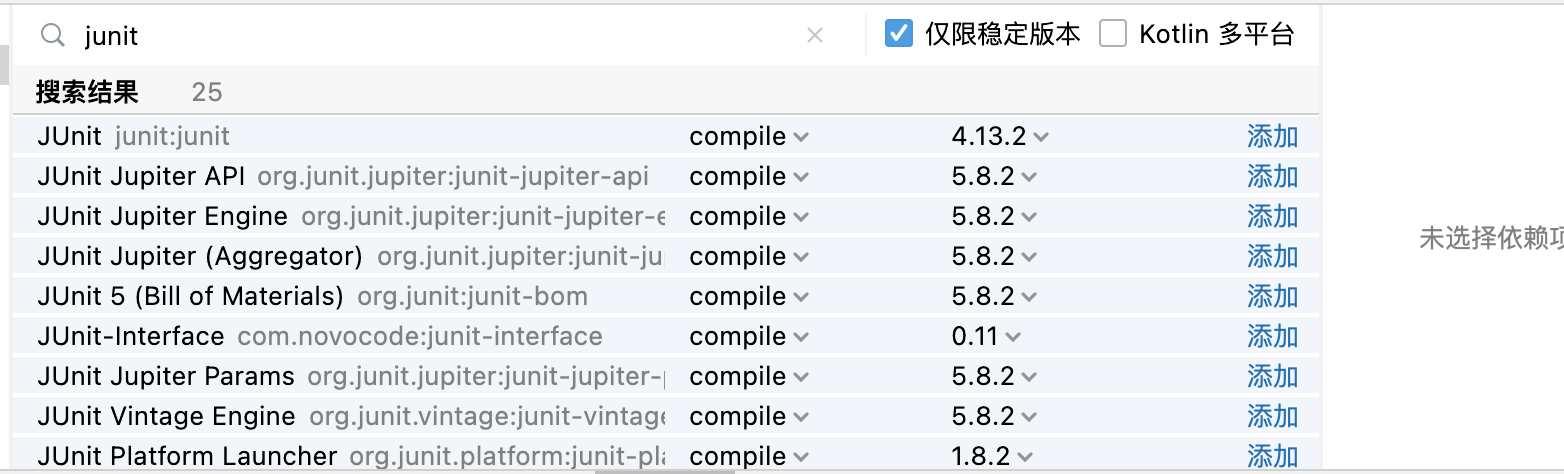 junit × 仅限稳定版本 Kotlin 多平台
搜索结果 25
JUnit junit:junit compile 4.13.2 添加
JUnit Jupiter API org.junit.jupiter:junit-jupiter-api compile 5.8.2 添加
JUnit Jupiter Engine org.junit.jupiter:junit-jupiter-e compile 5.8.2 添加
未选择依赖项
JUnit Jupiter (Aggregator) org.junit.jupiter:junit-ju compile 5.8.2 添加
JUnit 5 (Bill of Materials) org.junit:junit-bom compile 5.8.2 添加
JUnit-Interface com.novocode:junit-interface compile 0.11 添加
JUnit Jupiter Params org.junit.jupiter:junit-jupiter-p compile 5.8.2 添加
JUnit Vintage Engine org.junit.vintage:junit-vintage compile 5.8.2 添加
JUnit Platform Launcher org.junit.platform:junit-pla compile 1.8.2 添加